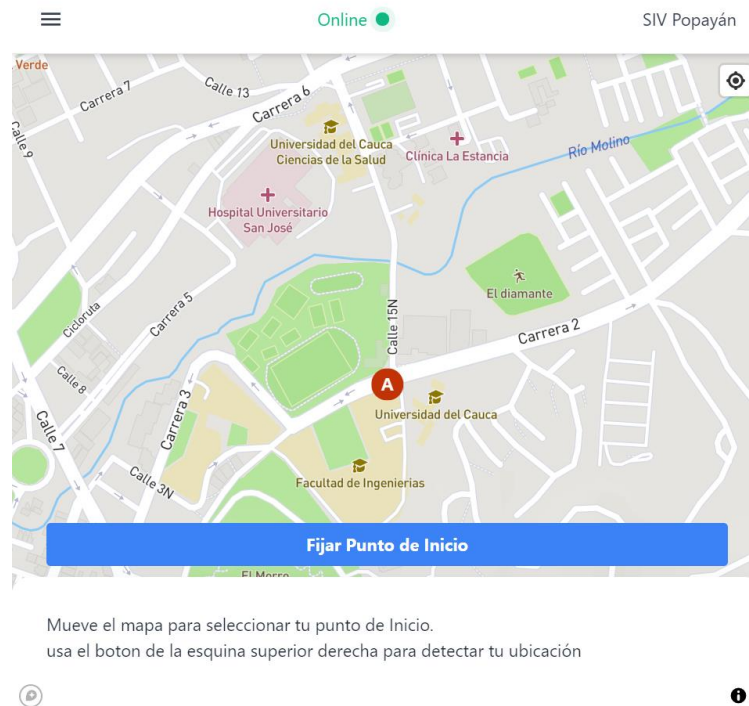 Online
SIV Popayán
Verde
Carrera 7
Calle 13
Carrera 6
Calle 9
Universidad del Cauca
Ciencias de la Salud
Clínica La Estancia
Río Molino
Hospital Universitario
San José
El diamante
Cicloruta
Carrera 5
Calle 15N
Carrera 2
Calle 8
A
Carrera 3
Universidad del Cauca
Calle 7
Calle 3N
Facultad de Ingenierias
Fijar Punto de Inicio
El Morro
Mueve el mapa para seleccionar tu punto de Inicio.
usa el boton de la esquina superior derecha para detectar tu ubicación